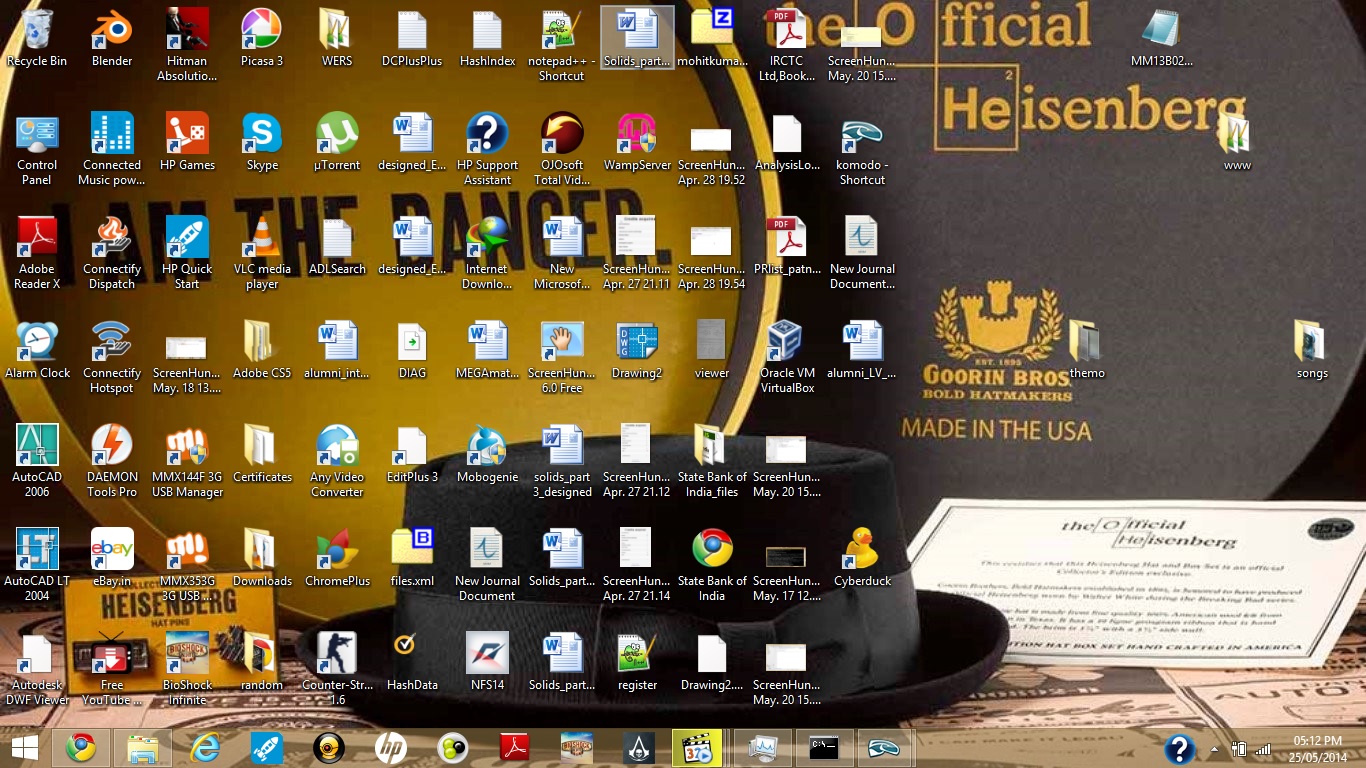 the Official
Heisenberg
2
I AM THE DANGER.
EST. 1895
GOORIN BROS.
BOLD HATMAKERS
MADE IN THE USA
the Official
Heisenberg
HEISENBERG
HAT PINS
Recycle Bin
Blender
Hitman
Absolutio...
Picasa 3
WERS
DCPlusPlus
HashIndex
notepad++ -
Shortcut
Solids_part...
mohitkuma...
IRCTC
Ltd,Book...
ScreenHun...
May. 20 15....
MM13B02...
Control
Panel
Connected
Music pow...
HP Games
Skype
µTorrent
designed_E...
HP Support
Assistant
OJOsoft
Total Vid...
WampServer
ScreenHun...
Apr. 28 19.52
AnalysisLo...
komodo -
Shortcut
www
Adobe
Reader X
Connectify
Dispatch
HP Quick
Start
VLC media
player
ADLSearch
designed_E...
Internet
Downlo...
New
Microsof...
ScreenHun...
Apr. 27 21.11
ScreenHun...
Apr. 28 19.54
PRlist_patn...
New Journal
Document...
Alarm Clock
Connectify
Hotspot
ScreenHun...
May. 18 13....
Adobe CS5
alumni_int...
DIAG
MEGAmat...
ScreenHun...
6.0 Free
Drawing2
viewer
Oracle VM
VirtualBox
alumni_LV_...
themo
songs
AutoCAD
2006
DAEMON
Tools Pro
MMX144F 3G
USB Manager
Certificates
Any Video
Converter
EditPlus 3
Mobogenie
solids_part
3_designed
ScreenHun...
Apr. 27 21.12
State Bank of
India_files
ScreenHun...
May. 20 15....
AutoCAD LT
2004
eBay.in
MMX353G
3G USB ...
Downloads
ChromePlus
files.xml
New Journal
Document
Solids_part...
ScreenHun...
Apr. 27 21.14
State Bank of
India
ScreenHun...
May. 17 12....
Cyberduck
Autodesk
DWF Viewer
Free
YouTube ...
BioShock
Infinite
random
Counter-Str...
1.6
HashData
NFS14
Solids_part...
register
Drawing2....
ScreenHun...
May. 20 15....
05:12 PM
25/05/2014